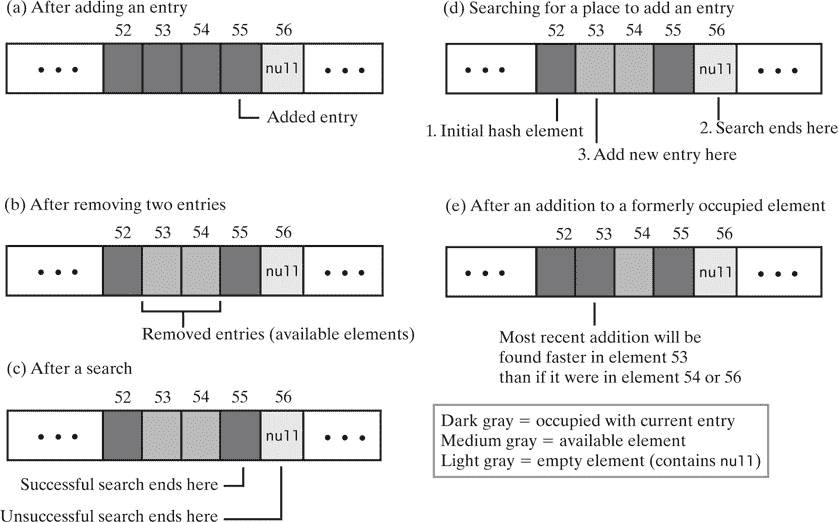 (a) After adding an entry
52 53 54 55 56
• • • null • • •
Added entry
(b) After removing two entries
52 53 54 55 56
• • • null • • •
Removed entries (available elements)
(c) After a search
52 53 54 55 56
• • • null • • •
Successful search ends here
Unsuccessful search ends here
(d) Searching for a place to add an entry
52 53 54 55 56
• • • null • • •
1. Initial hash element
2. Search ends here
3. Add new entry here
(e) After an addition to a formerly occupied element
52 53 54 55 56
• • • null • • •
Most recent addition will be
found faster in element 53
than if it were in element 54 or 56
Dark gray = occupied with current entry
Medium gray = available element
Light gray = empty element (contains null)